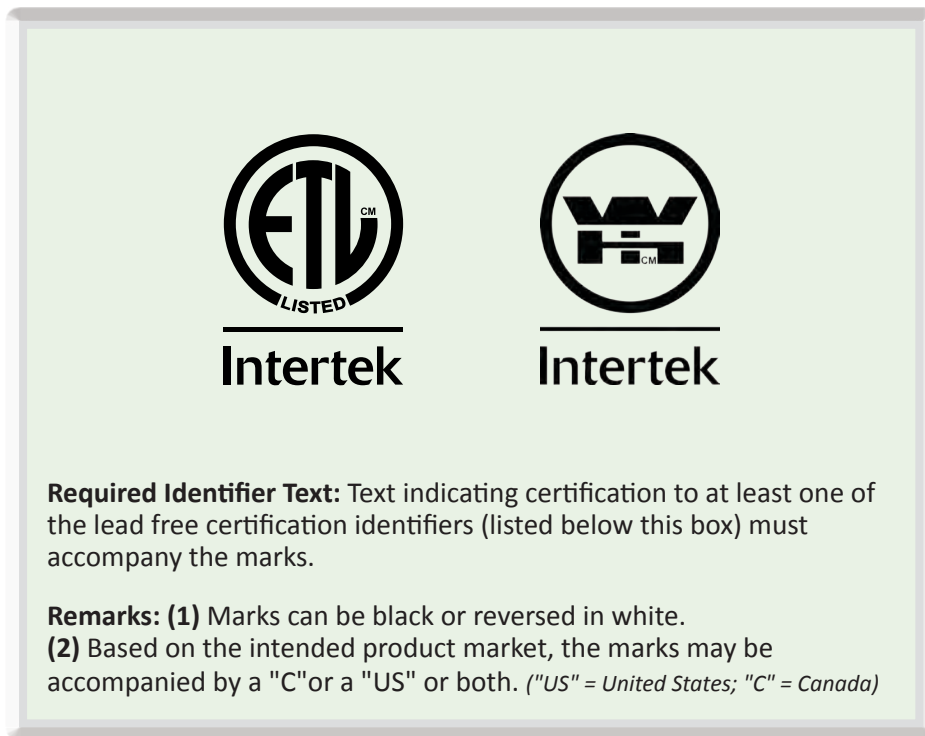 ETL CM
LISTED
Intertek
WH CM
Intertek
Required Identifier Text: Text indicating certification to at least one of
the lead free certification identifiers (listed below this box) must
accompany the marks.
Remarks: (1) Marks can be black or reversed in white.
(2) Based on the intended product market, the marks may be
accompanied by a "C"or a "US" or both. ("US" = United States; "C" = Canada)